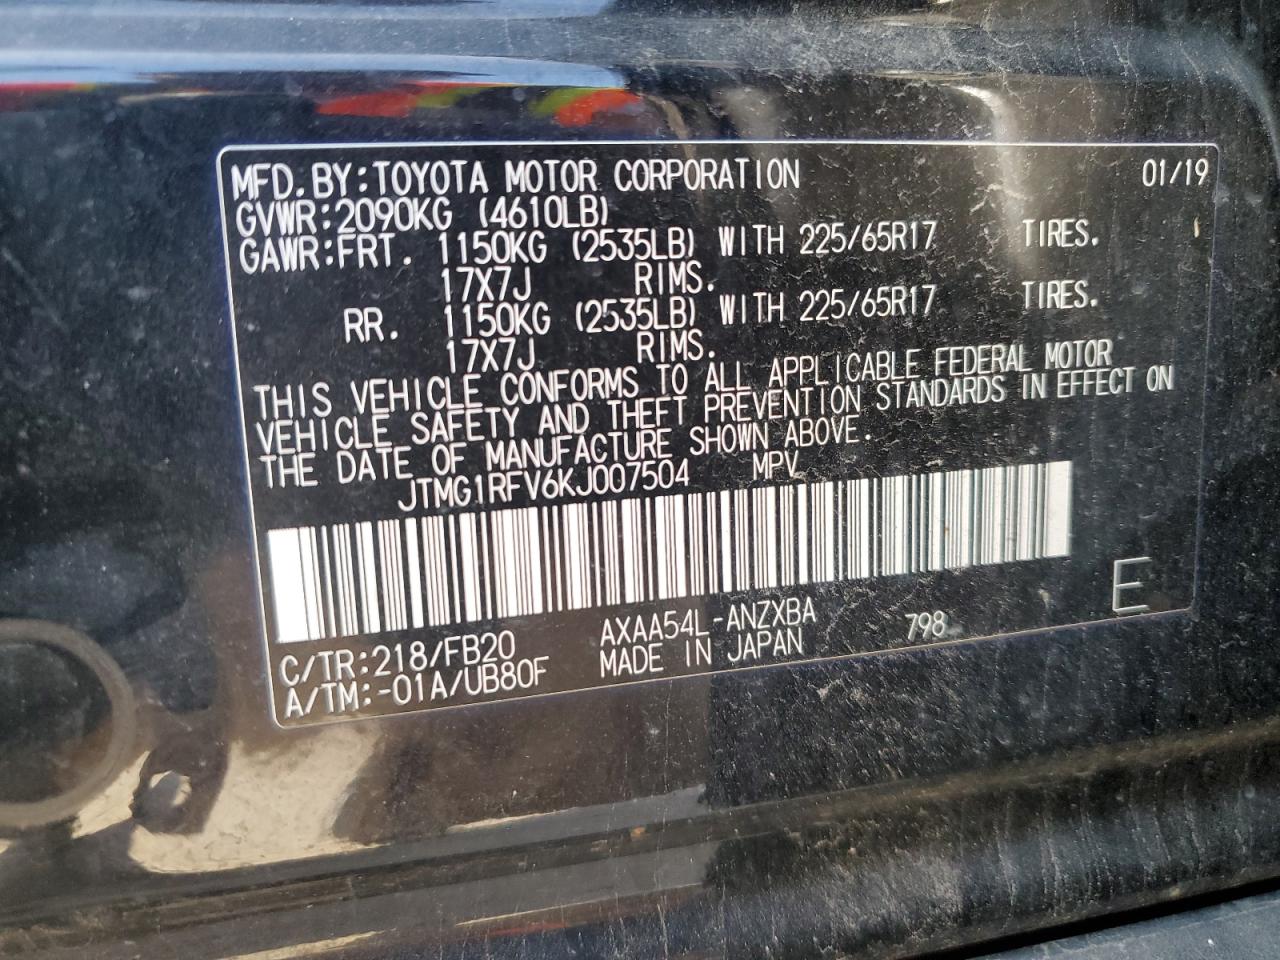 MFD.BY:TOYOTA MOTOR CORPORATION 01/19
GVWR:2090KG (4610LB)
GAWR:FRT. 1150KG (2535LB) WITH 225/65R17 TIRES.
17X7J RIMS.
RR. 1150KG (2535LB) WITH 225/65R17 TIRES.
17X7J RIMS.
THIS VEHICLE CONFORMS TO ALL APPLICABLE FEDERAL MOTOR
VEHICLE SAFETY AND THEFT PREVENTION STANDARDS IN EFFECT ON
THE DATE OF MANUFACTURE SHOWN ABOVE.
JTMG1RFV6KJ007504 MPV
E
C/TR:218/FB20 AXAA54L-ANZXBA 798
A/TM:-01A/UB80F MADE IN JAPAN